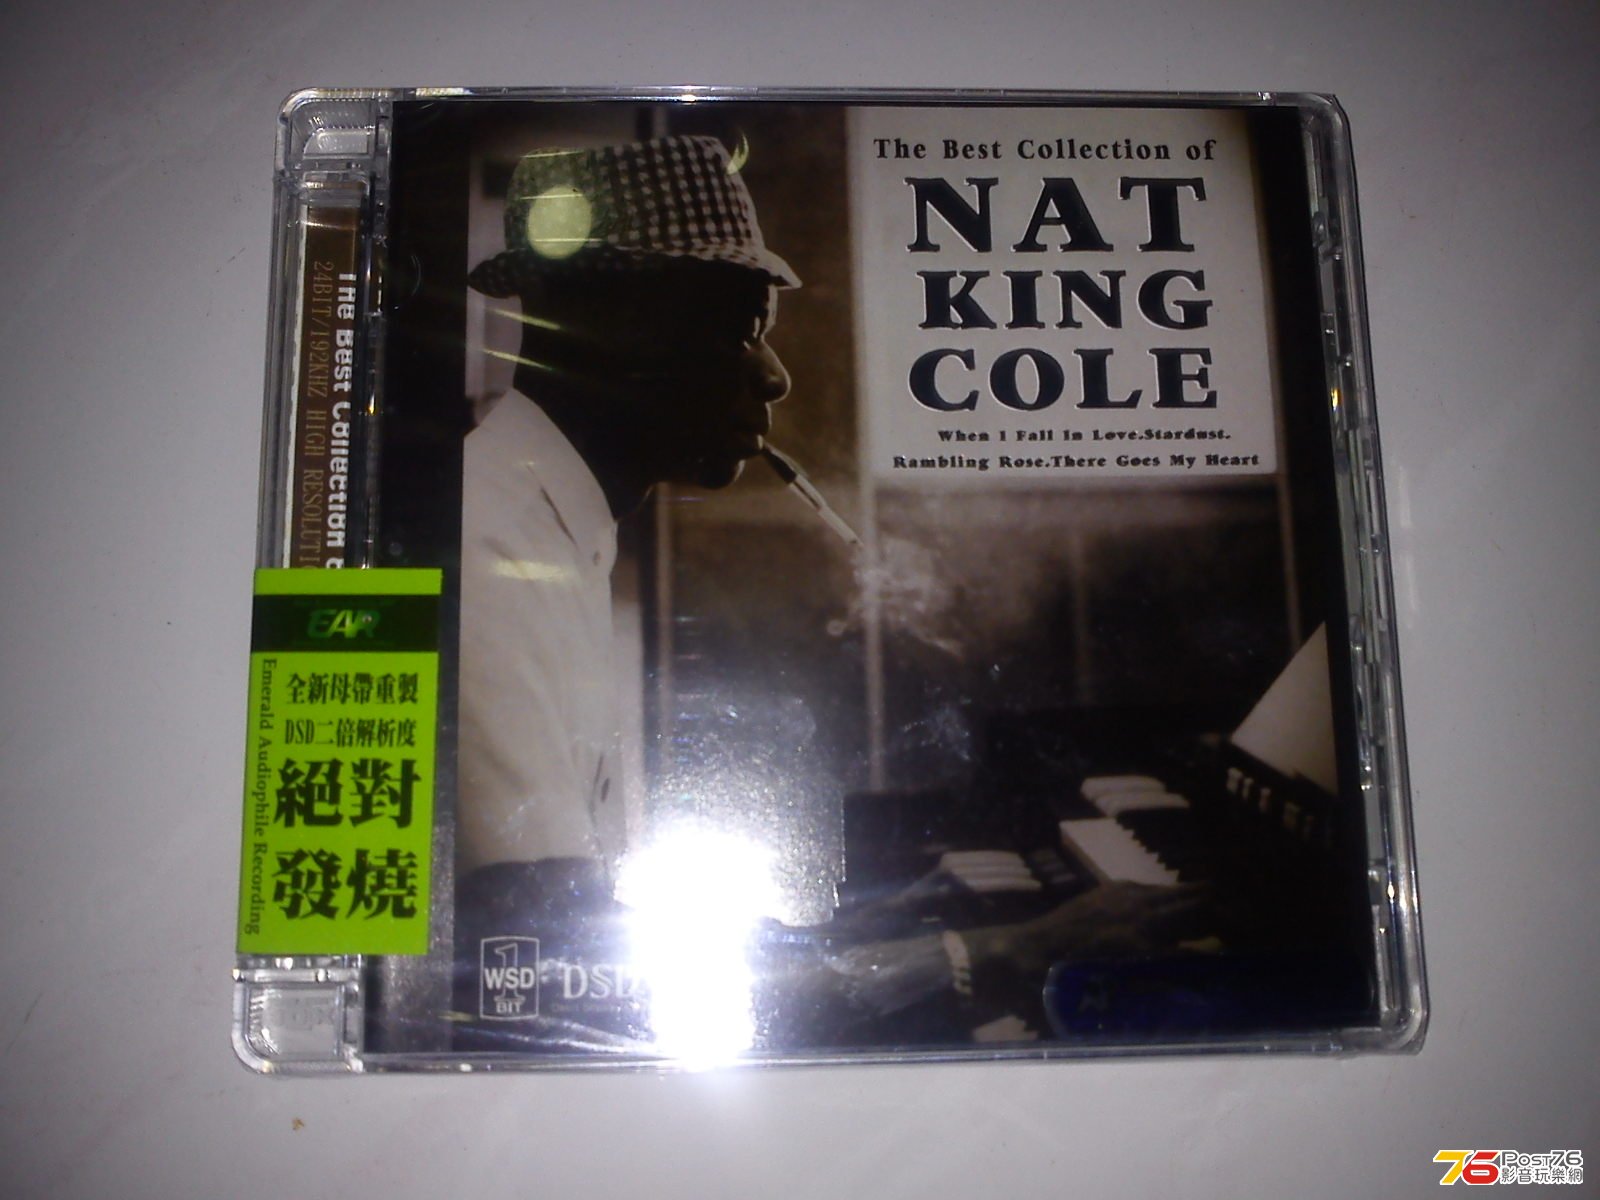 The Best Collection of
NAT
KING
COLE
When I Fall In Love.Stardust.
Rambling Rose.There Goes My Heart
The Best Collection
24BIT/192KHZ HIGH
EAR
Emerald Audiophile Recording
全新母帶重製
DSD二倍解析度
絕對
發燒
1
WSD
BIT
DSD
76 Post76
影音玩樂網